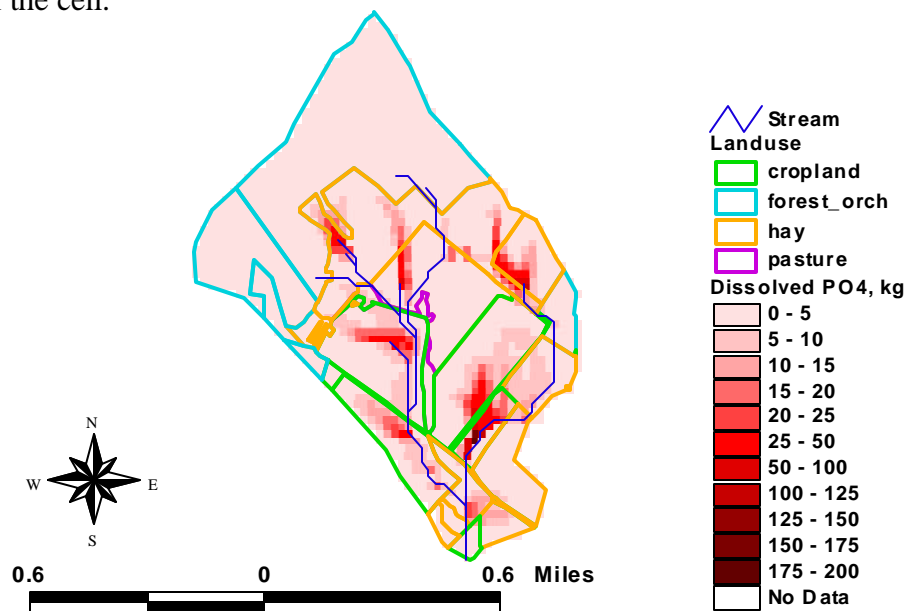 the cell.
Stream
Landuse
cropland
forest_orch
hay
pasture
Dissolved PO4, kg
0 - 5
5 - 10
10 - 15
15 - 20
20 - 25
25 - 50
50 - 100
100 - 125
125 - 150
150 - 175
175 - 200
No Data
N
W E
S
0.6 0 0.6 Miles